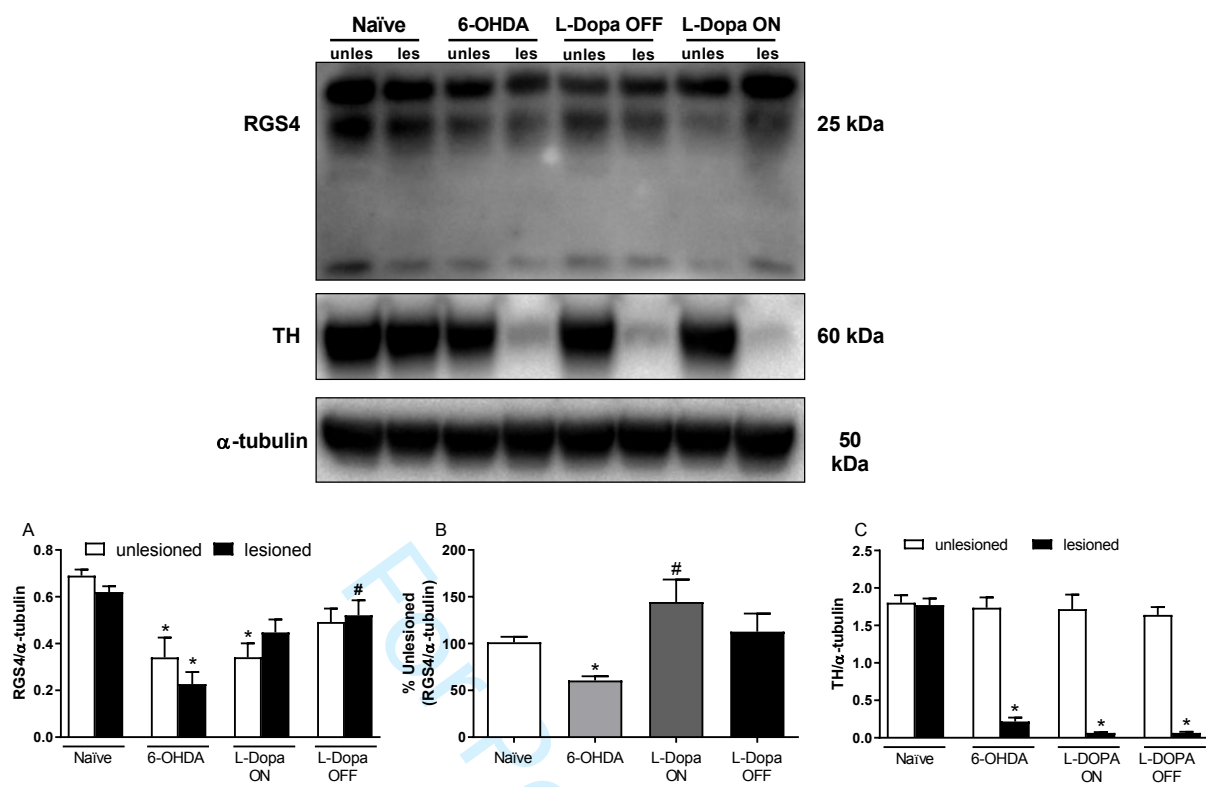 Naïve 6-OHDA L-Dopa OFF L-Dopa ON
unles les unles les unles les unles les
RGS4 25 kDa
TH 60 kDa
α-tubulin 50
kDa
A
unlesioned lesioned
RGS4/α-tubulin
0.8
0.6
0.4
0.2
0.0
* * * #
Naïve 6-OHDA L-Dopa L-Dopa
ON OFF
B
% Unlesioned
(RGS4/α-tubulin)
200
150
100
50
0
* #
Naïve 6-OHDA L-Dopa L-Dopa
ON OFF
C
unlesioned lesioned
TH/α-tubulin
2.5
2.0
1.5
1.0
0.5
0.0
* * *
Naïve 6-OHDA L-DOPA L-DOPA
ON OFF
For P